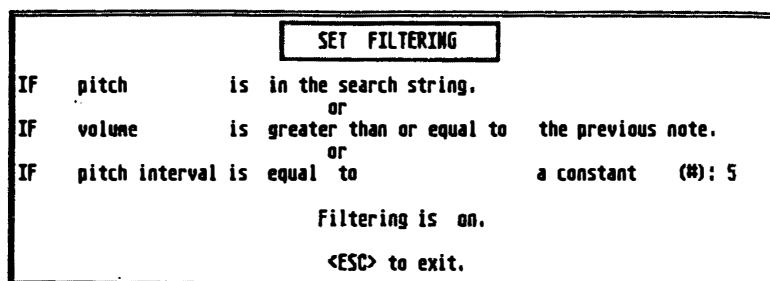 SET FILTERING
IF pitch is in the search string.
or
IF volume is greater than or equal to the previous note.
or
IF pitch interval is equal to a constant (#): 5
Filtering is on.
<ESC> to exit.